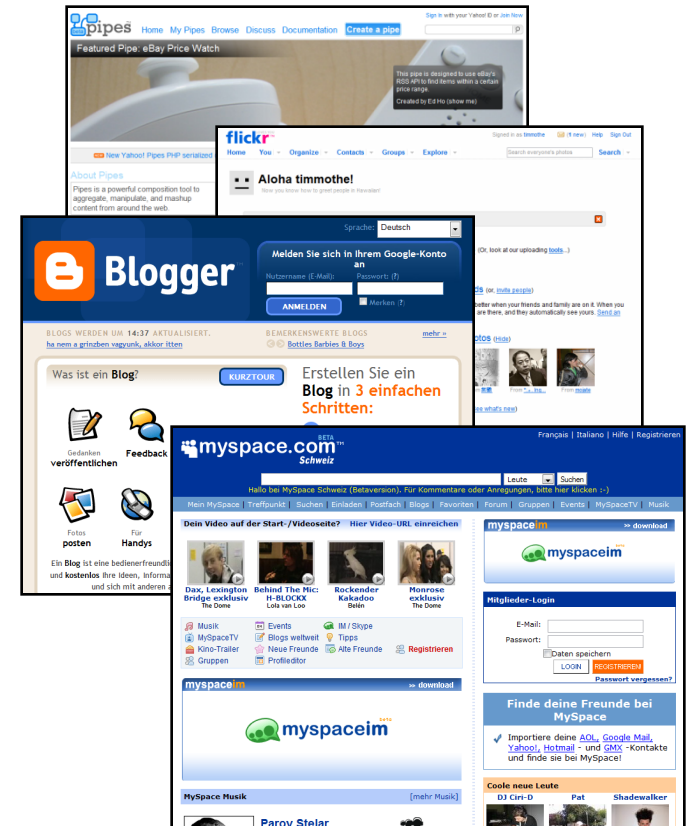 pipes
Sign in with your Yahoo! ID or Join Now
Home My Pipes Browse Discuss Documentation Create a pipe
Featured Pipe: eBay Price Watch
This pipe is designed to use eBay's
RSS API to find items within a certain
price range.
Created by Ed Ho (show me)
New Yahoo! Pipes PHP serialized
About Pipes
Pipes is a powerful composition tool to
aggregate, manipulate, and mashup
content from around the web.
flickr
Signed in as timmothe (1 new) Help Sign Out
Home You Organize Contacts Groups Explore
Search everyone's photos Search
Aloha timmothe!
Now you know how to greet people in Hawaiian!
(Or, look at our uploading tools...)
ds (or, invite people)
better when your friends and family are on it. When you
are there, and they automatically see yours. Send an
otos (Hide)
From
From mowlo
see what's new)
Sprache: Deutsch
Blogger
Melden Sie sich in Ihrem Google-Konto
an
Nutzername (E-Mail): Passwort: (?)
ANMELDEN Merken (?)
BLOGS WERDEN UM 14:37 AKTUALISIERT.
ha nem a grinzben vagyunk, akkor itten
BEMERKENSWERTE BLOGS mehr »
Bottles Barbies & Boys
Was ist ein Blog? KURZTOUR
Erstellen Sie ein
Blog in 3 einfachen
Schritten:
Gedanken
veröffentlichen
Feedback
Fotos
posten
Für
Handys
Ein Blog ist eine bedienerfreundli
und kostenlos Ihre Ideen, Informa
und sich mit anderen a
myspace.com™
BETA
Schweiz
Français | Italiano | Hilfe | Registrieren
Leute Suchen
Hallo bei MySpace Schweiz (Betaversion). Für Kommentare oder Anregungen, bitte hier klicken :-)
Mein MySpace | Treffpunkt | Suchen | Einladen | Postfach | Blogs | Favoriten | Forum | Gruppen | Events | MySpaceTV | Musik
Dein Video auf der Start-/Videoseite? Hier Video-URL einreichen
Dax, Lexington
Bridge exklusiv
The Dome
Behind The Mic:
H-BLOCKX
Lola van Loo
Rockender
Kakadoo
Belén
Monrose
exklusiv
The Dome
Musik Events IM / Skype
MySpaceTV Blogs weltweit Tipps
Kino-Trailer Neue Freunde Alte Freunde Registrieren
Gruppen Profileditor
myspaceim » download
myspaceim
beta
MySpace Musik [mehr Musik]
Parov Stelar
myspaceim » download
myspaceim
beta
Mitglieder-Login
E-Mail:
Passwort:
Daten speichern
LOGIN REGISTRIEREN!
Passwort vergessen?
Finde deine Freunde bei
MySpace
Importiere deine AOL, Google Mail,
Yahoo!, Hotmail - und GMX -Kontakte
und finde sie bei MySpace!
Coole neue Leute
DJ Ciri-D Pat Shadewalker